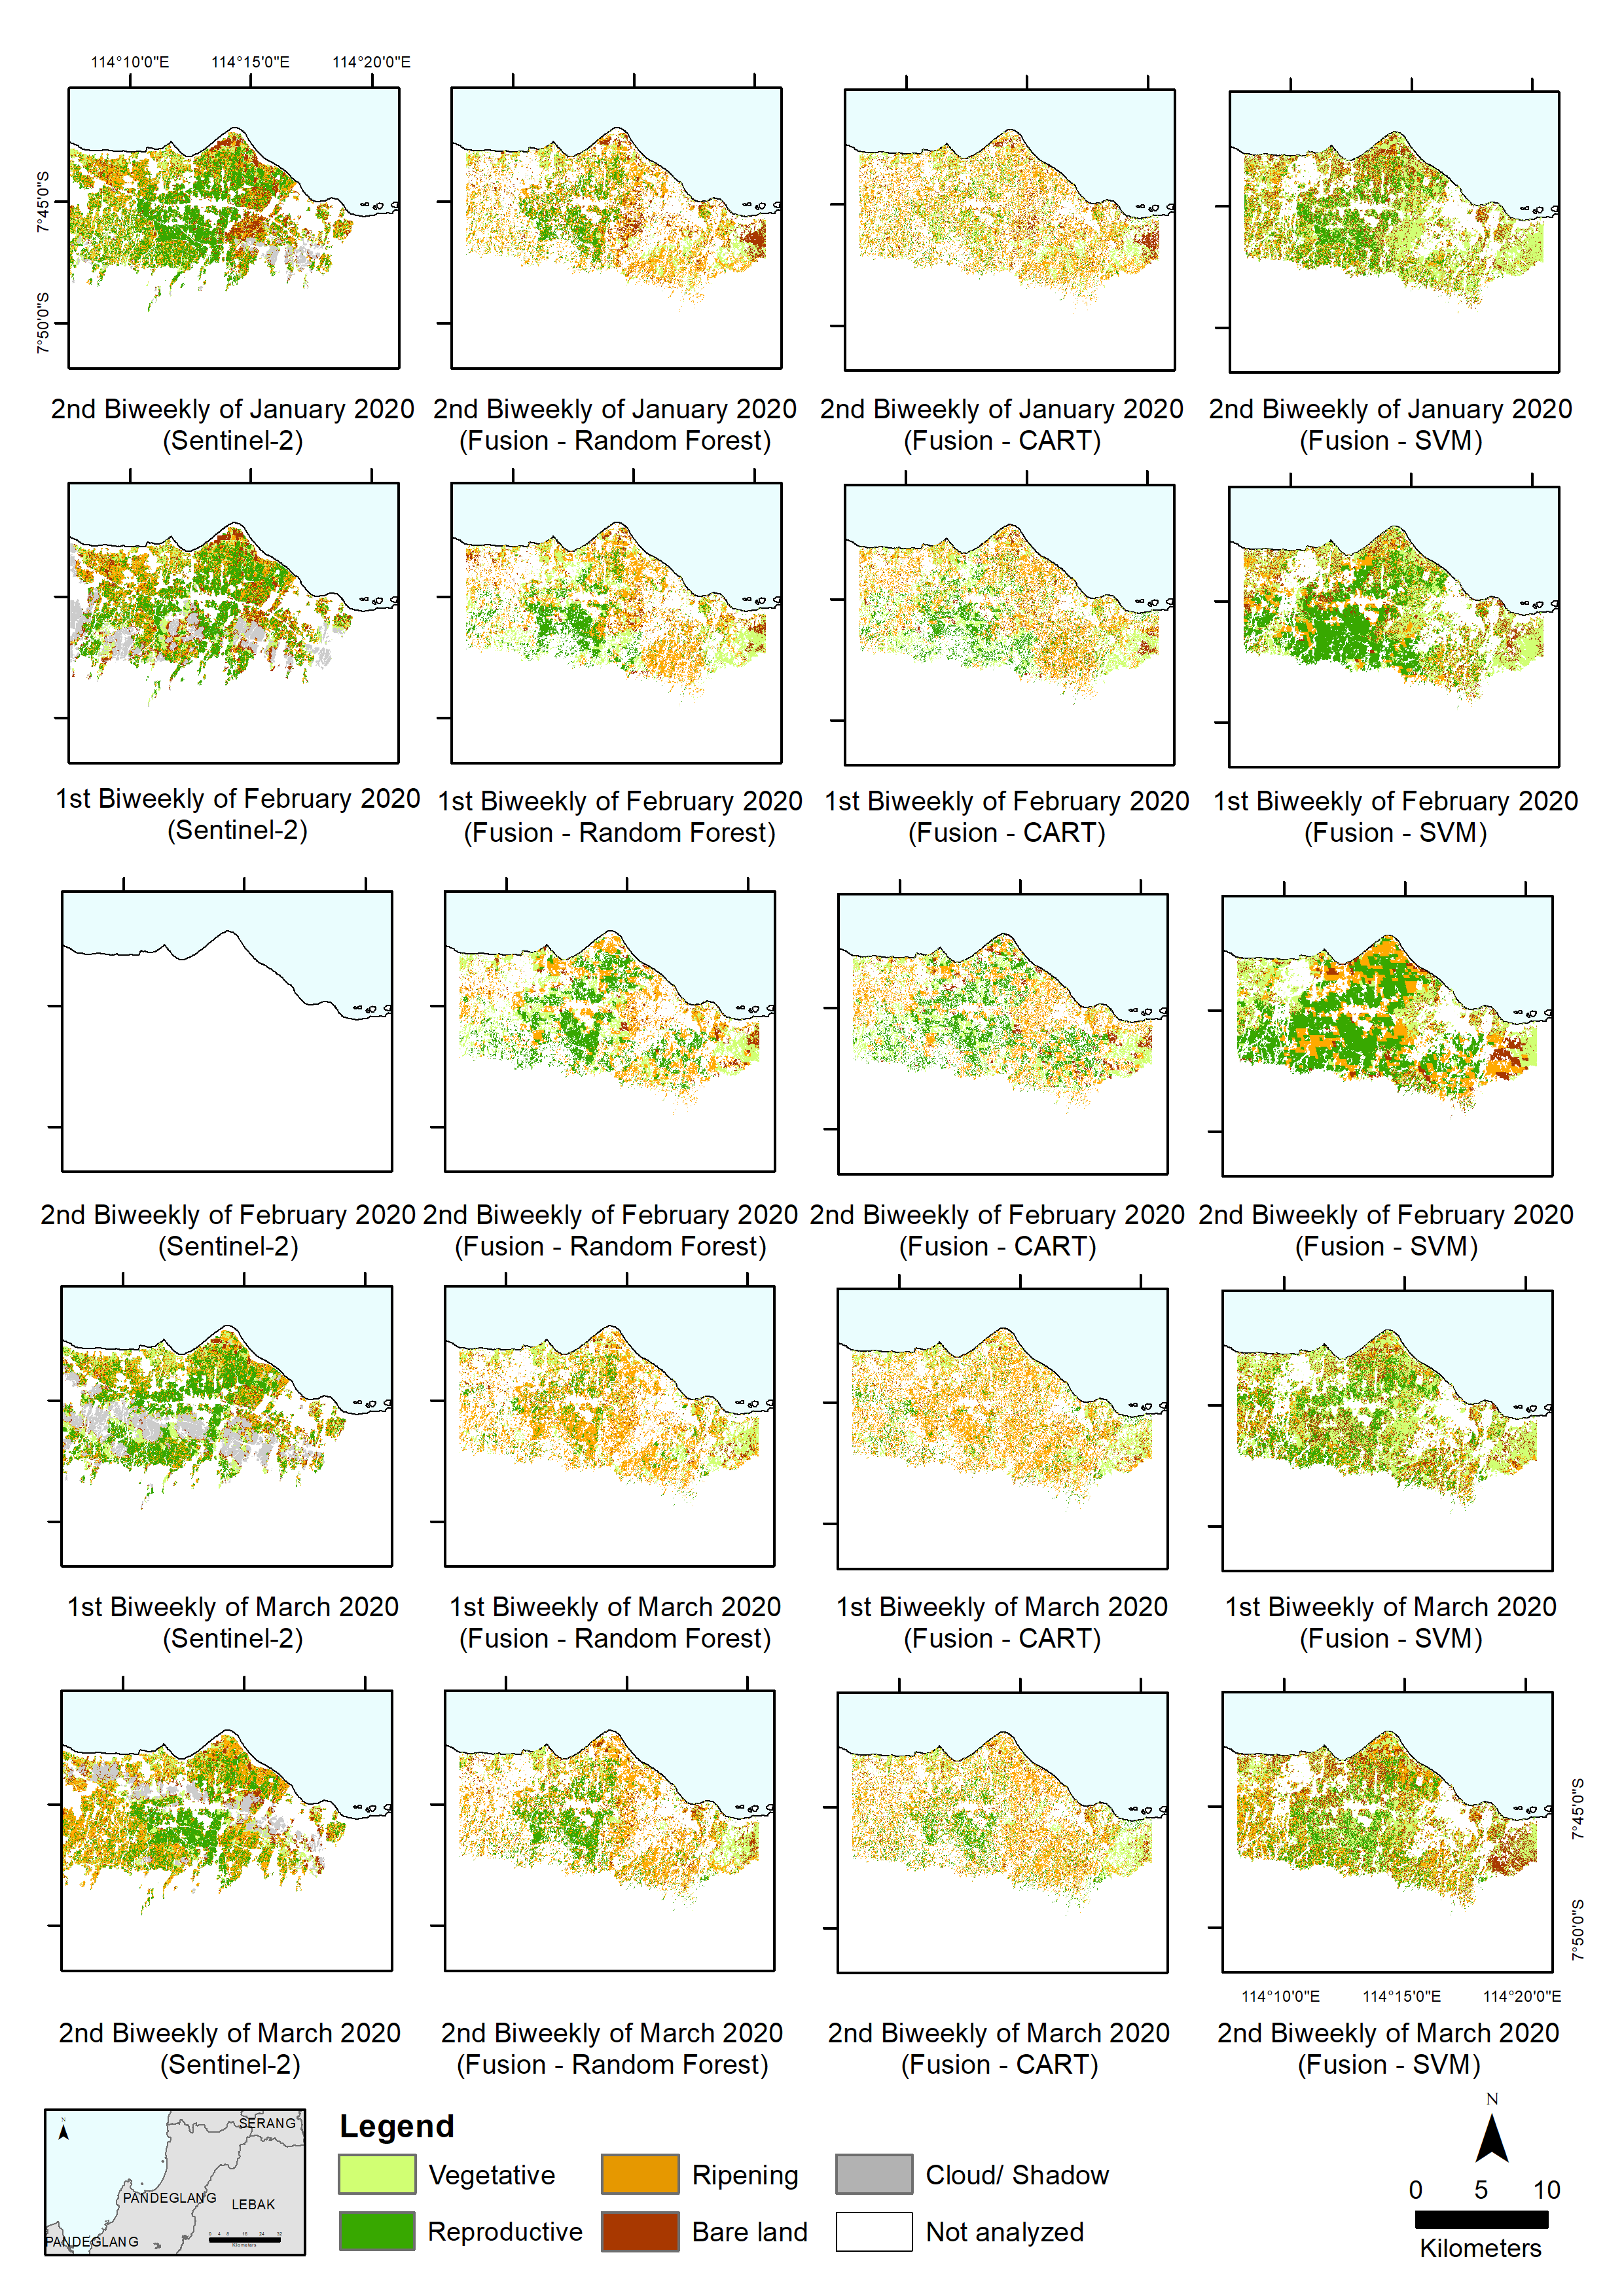 114°10'0"E 114°15'0"E 114°20'0"E
7°45'0"S
7°50'0"S
2nd Biweekly of January 2020
(Sentinel-2)
2nd Biweekly of January 2020
(Fusion - Random Forest)
2nd Biweekly of January 2020
(Fusion - CART)
2nd Biweekly of January 2020
(Fusion - SVM)
1st Biweekly of February 2020
(Sentinel-2)
1st Biweekly of February 2020
(Fusion - Random Forest)
1st Biweekly of February 2020
(Fusion - CART)
1st Biweekly of February 2020
(Fusion - SVM)
2nd Biweekly of February 2020
(Sentinel-2)
2nd Biweekly of February 2020
(Fusion - Random Forest)
2nd Biweekly of February 2020
(Fusion - CART)
2nd Biweekly of February 2020
(Fusion - SVM)
1st Biweekly of March 2020
(Sentinel-2)
1st Biweekly of March 2020
(Fusion - Random Forest)
1st Biweekly of March 2020
(Fusion - CART)
1st Biweekly of March 2020
(Fusion - SVM)
7°45'0"S
7°50'0"S
114°10'0"E 114°15'0"E 114°20'0"E
2nd Biweekly of March 2020
(Sentinel-2)
2nd Biweekly of March 2020
(Fusion - Random Forest)
2nd Biweekly of March 2020
(Fusion - CART)
2nd Biweekly of March 2020
(Fusion - SVM)
N
SERANG
PANDEGLANG
LEBAK
PANDEGLANG
0 4 8 16 24 32
Kilometers
Legend
Vegetative
Ripening
Cloud/ Shadow
Reproductive
Bare land
Not analyzed
N
0 5 10
Kilometers